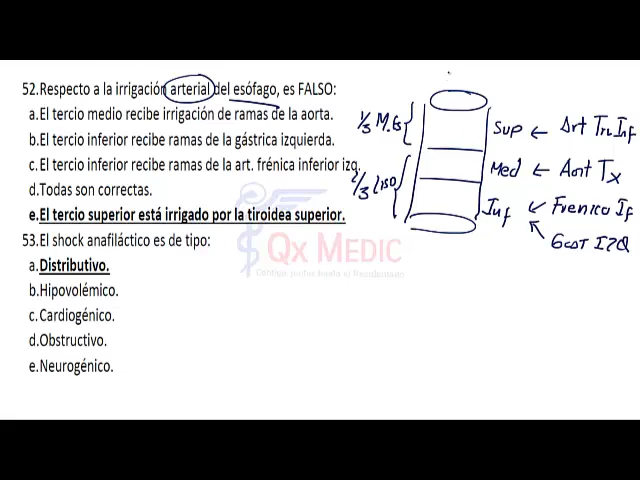 52.Respecto a la irrigación arterial del esófago, es FALSO:
a.El tercio medio recibe irrigación de ramas de la aorta.
b.El tercio inferior recibe ramas de la gástrica izquierda.
c.El tercio inferior recibe ramas de la art. frénica inferior izq.
d.Todas son correctas.
e.El tercio superior está irrigado por la tiroidea superior.
53.El shock anafiláctico es de tipo:
a.Distributivo.
b.Hipovolémico.
c.Cardiogénico.
d.Obstructivo.
e.Neurogénico.
Qx MEDIC
1/3 M.Es
2/3 Liso
Sup ← Art Inf
Med ← Aort Tx
Inf ← Frenica If
Gast IZQ